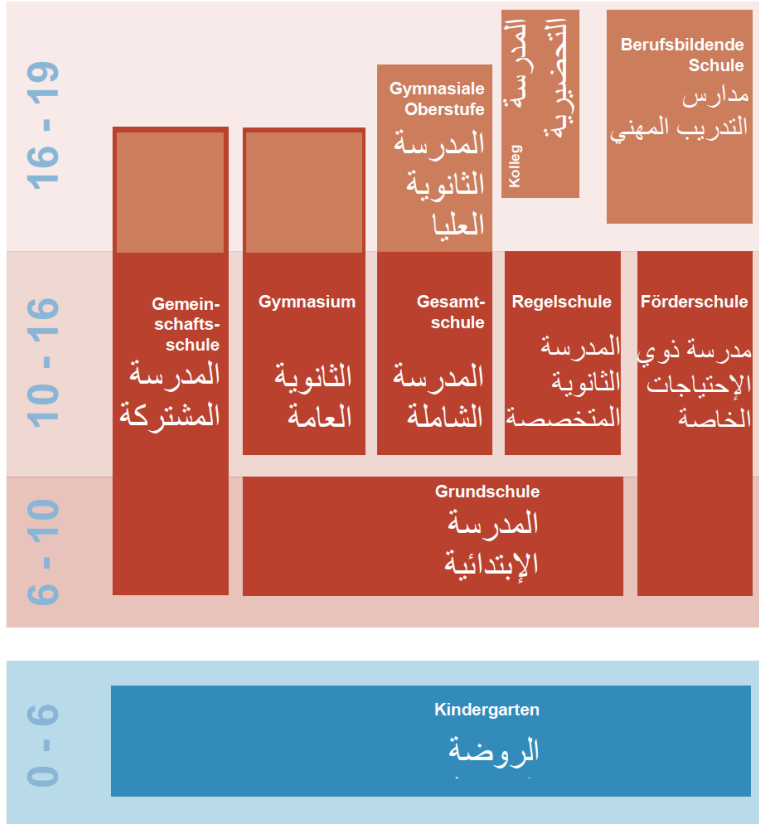 16 - 19
Gymnasiale
Oberstufe
المدرسة
الثانوية
العليا
Kolleg
المدرسة
التحضيرية
Berufsbildende
Schule
مدارس
التدريب المهني
10 - 16
Gemein-
schafts-
schule
المدرسة
المشتركة
Gymnasium
الثانوية
العامة
Gesamt-
schule
المدرسة
الشاملة
Regelschule
المدرسة
الثانوية
المتخصصة
Förderschule
مدرسة ذوي
الإحتياجات
الخاصة
6 - 10
Grundschule
المدرسة
الإبتدائية
0 - 6
Kindergarten
الروضة